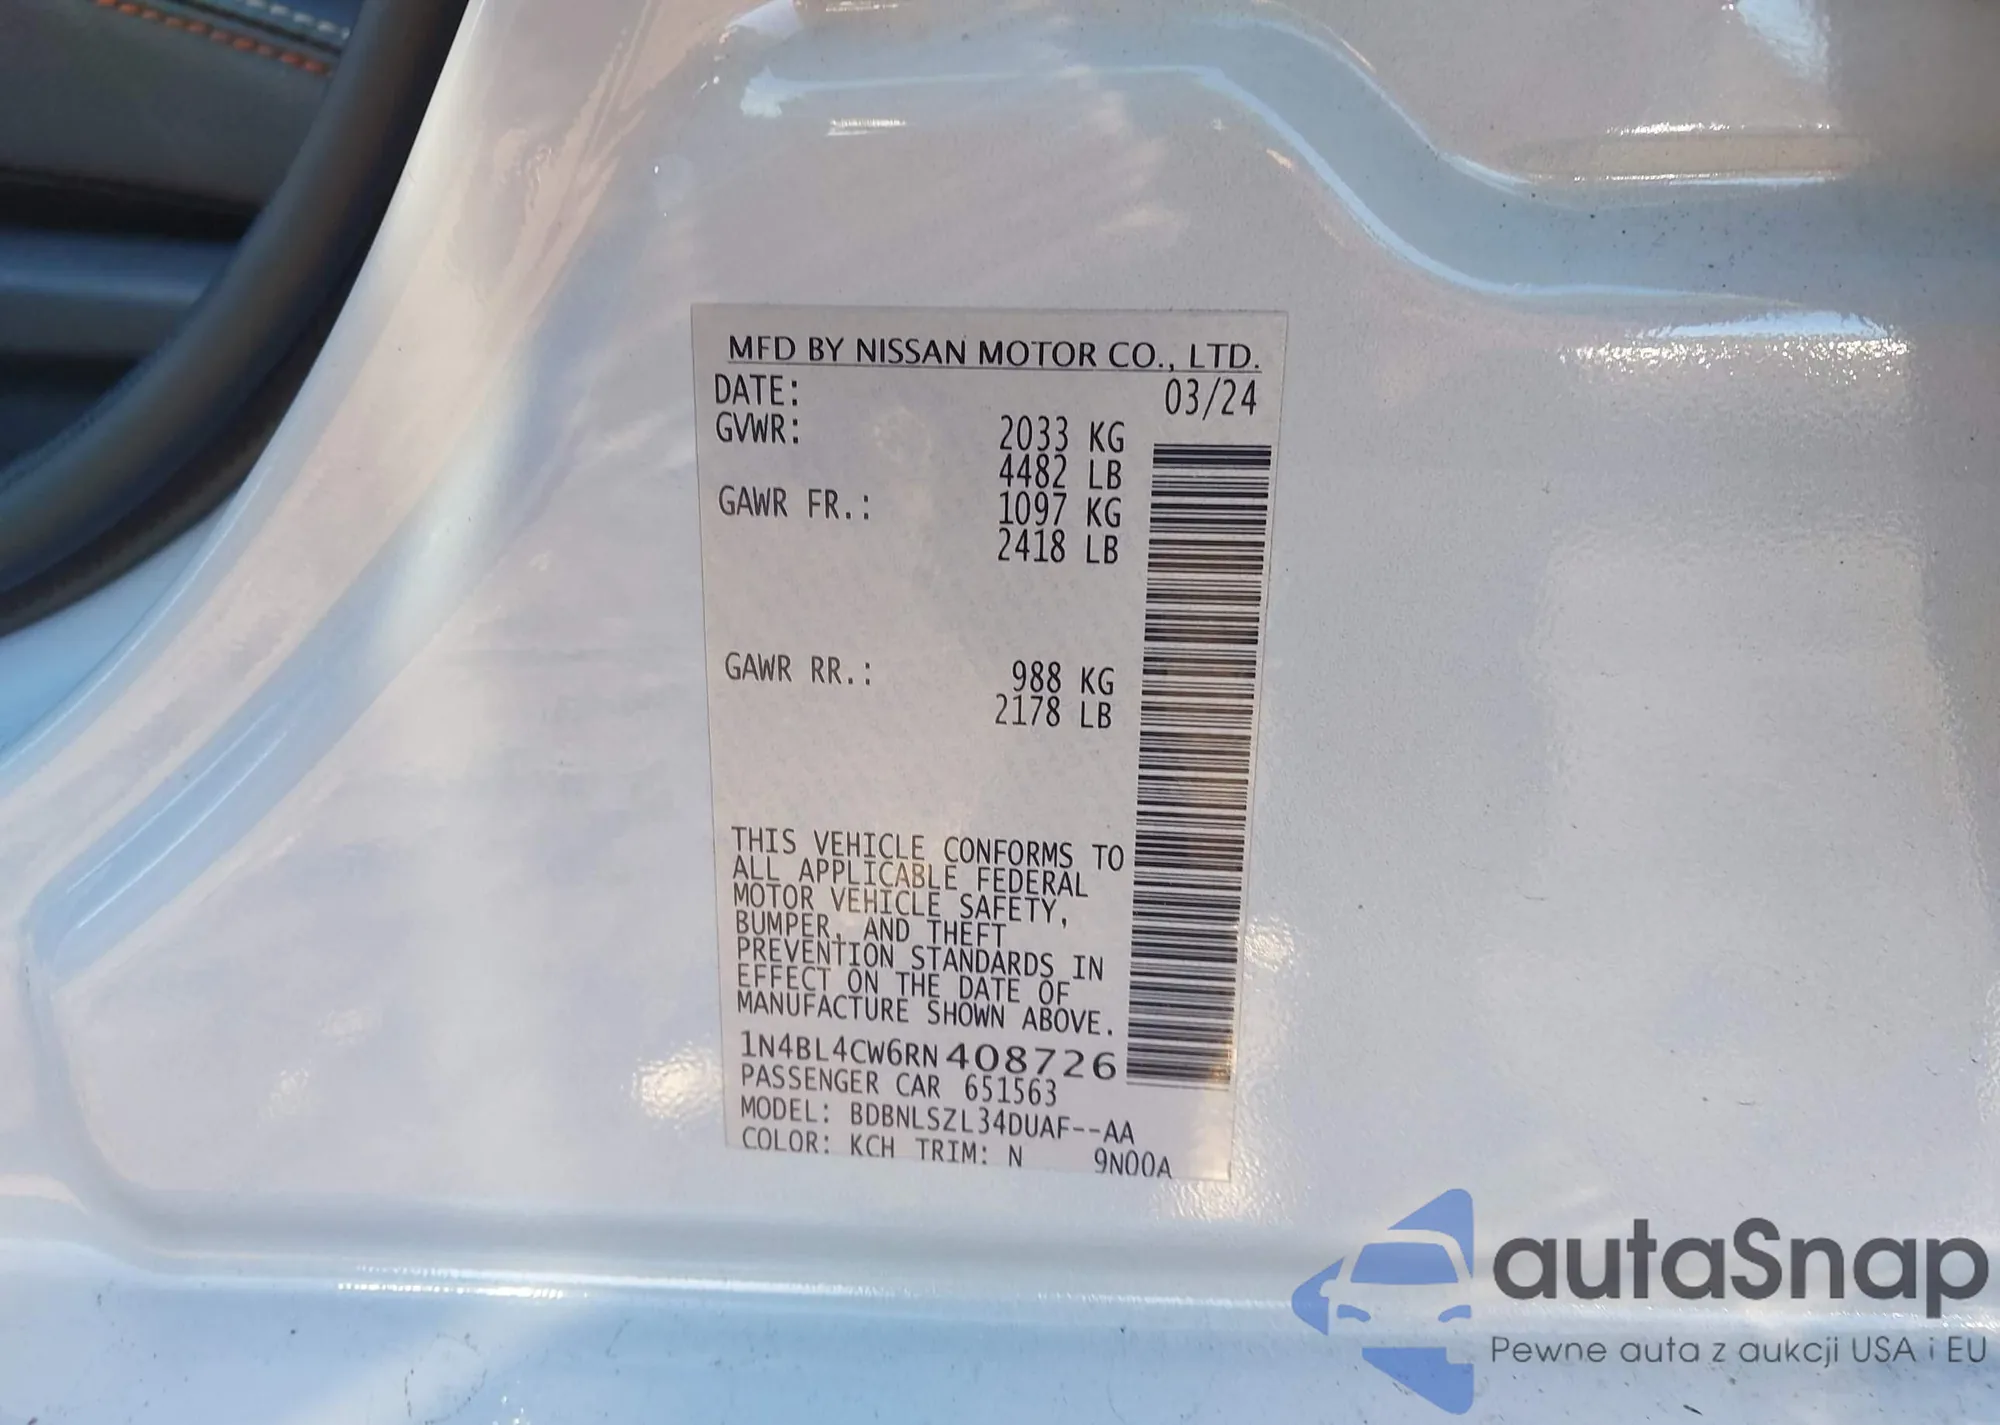 MFD BY NISSAN MOTOR CO., LTD.
DATE: 03/24
GVWR: 2033 KG
4482 LB
GAWR FR.: 1097 KG
2418 LB
GAWR RR.: 988 KG
2178 LB
THIS VEHICLE CONFORMS TO
ALL APPLICABLE FEDERAL
MOTOR VEHICLE SAFETY,
BUMPER, AND THEFT
PREVENTION STANDARDS IN
EFFECT ON THE DATE OF
MANUFACTURE SHOWN ABOVE.
1N4BL4CW6RN408726
PASSENGER CAR 651563
MODEL: BDBNLSZL34DUAF--AA
COLOR: KCH TRIM: N 9N00A
autaSnap
Pewne auta z aukcji USA i EU